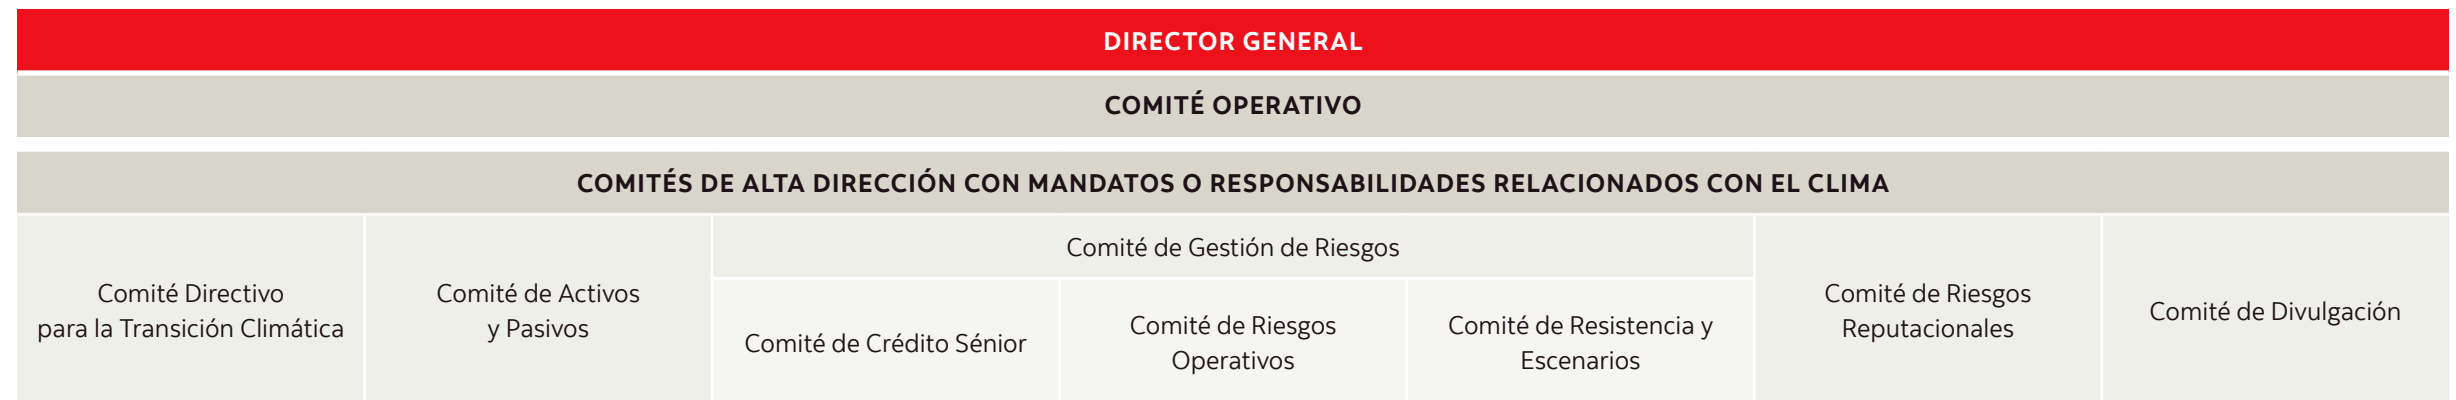 DIRECTOR GENERAL
COMITÉ OPERATIVO
COMITÉS DE ALTA DIRECCIÓN CON MANDATOS O RESPONSABILIDADES RELACIONADOS CON EL CLIMA
Comité Directivo
para la Transición Climática
Comité de Activos
y Pasivos
Comité de Gestión de Riesgos
Comité de Crédito Sénior
Comité de Riesgos
Operativos
Comité de Resistencia y
Escenarios
Comité de Riesgos
Reputacionales
Comité de Divulgación